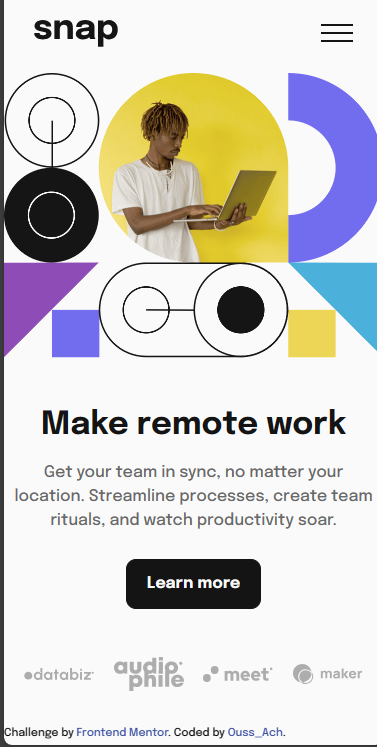 snap
Make remote work
Get your team in sync, no matter your
location. Streamline processes, create team
rituals, and watch productivity soar.
Learn more
databiz
audiophile
meet
maker
Challenge by Frontend Mentor. Coded by Ouss_Ach.